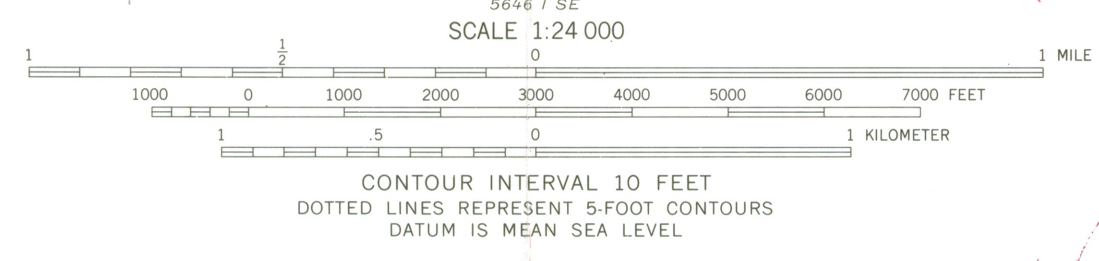 5646 I SE
SCALE 1:24 000
1 ½ 0 1 MILE
1000 0 1000 2000 3000 4000 5000 6000 7000 FEET
1 .5 0 1 KILOMETER
CONTOUR INTERVAL 10 FEET
DOTTED LINES REPRESENT 5-FOOT CONTOURS
DATUM IS MEAN SEA LEVEL